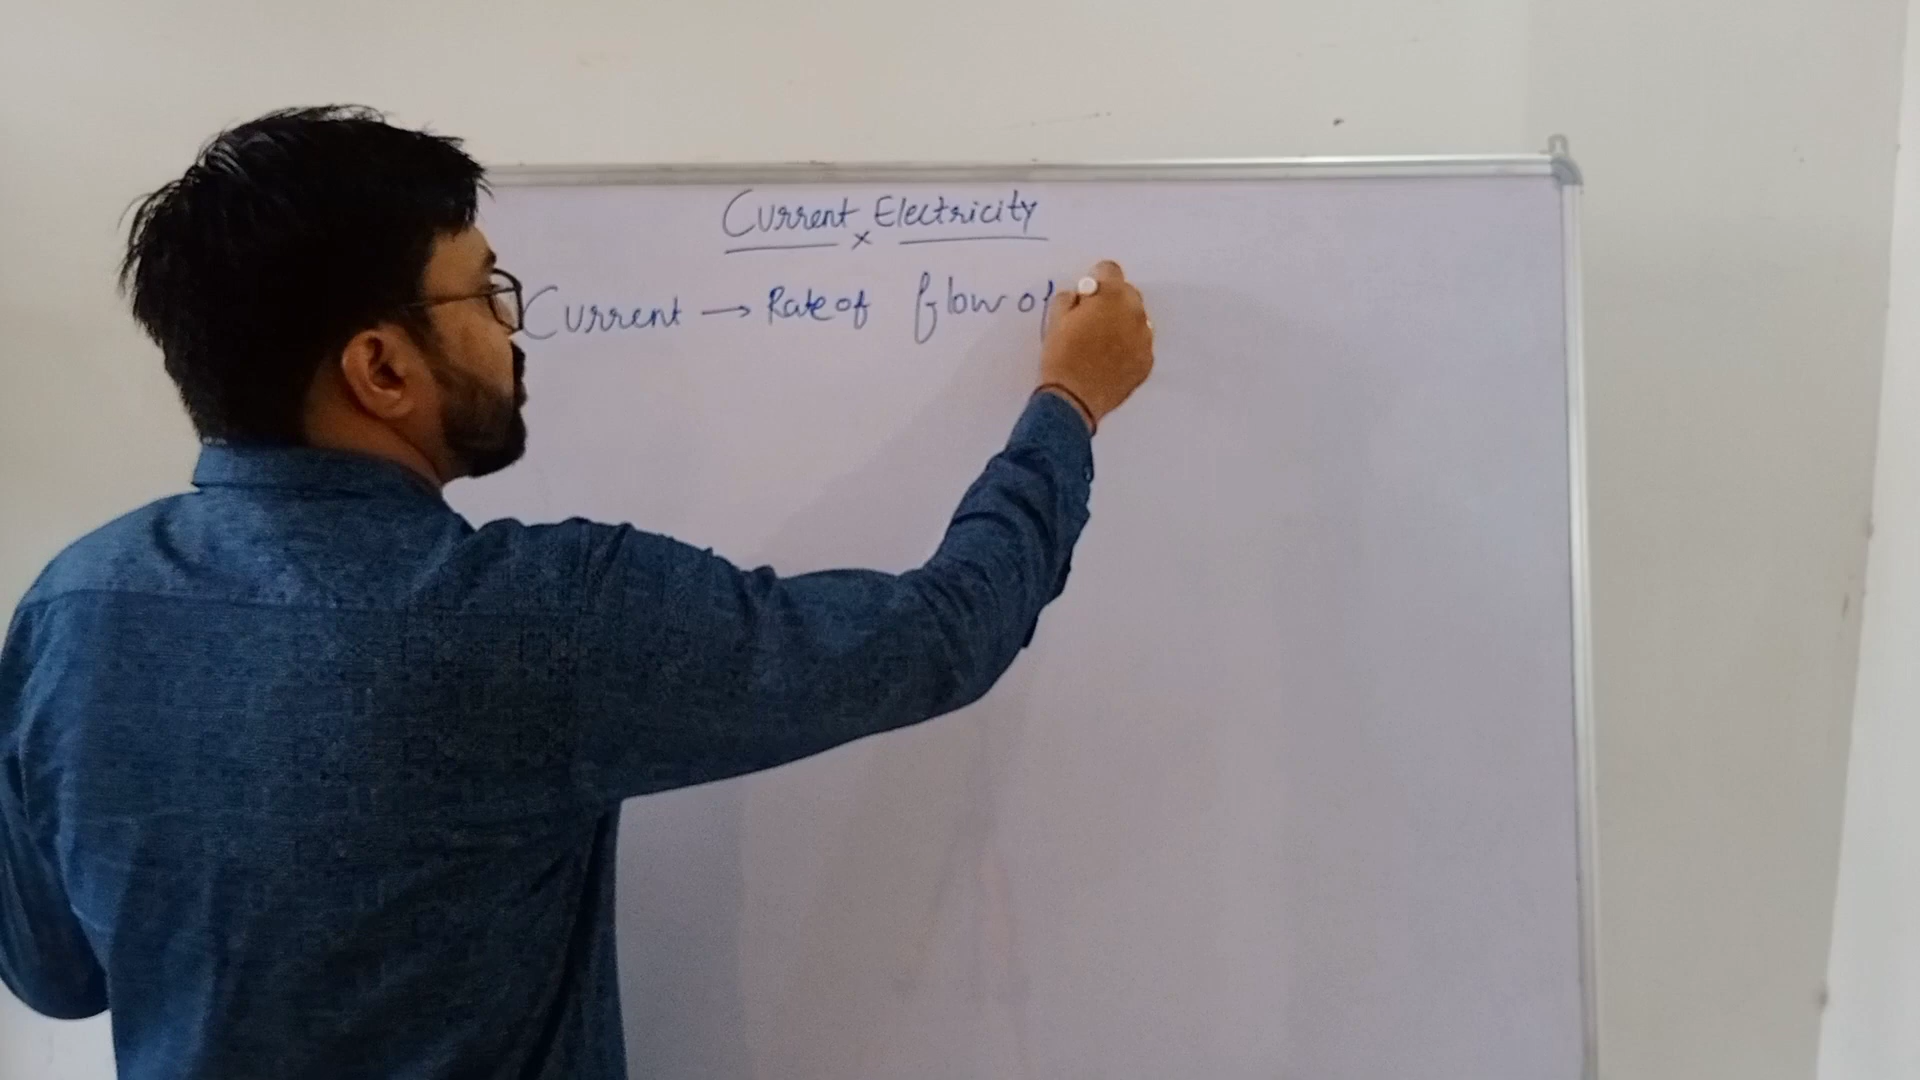 Current Electricity
Current → Rate of flow of